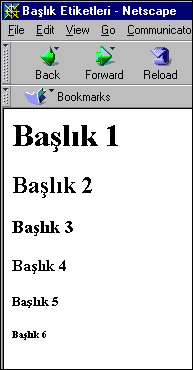 Başlık Etiketleri - Netscape
File Edit View Go Communicato
Back Forward Reload
Bookmarks
Başlık 1
Başlık 2
Başlık 3
Başlık 4
Başlık 5
Başlık 6